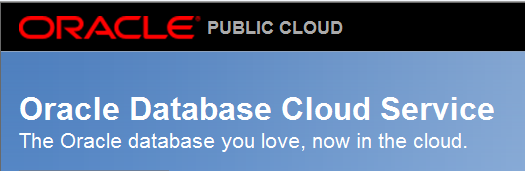 ORACLE® PUBLIC CLOUD
Oracle Database Cloud Service
The Oracle database you love, now in the cloud.